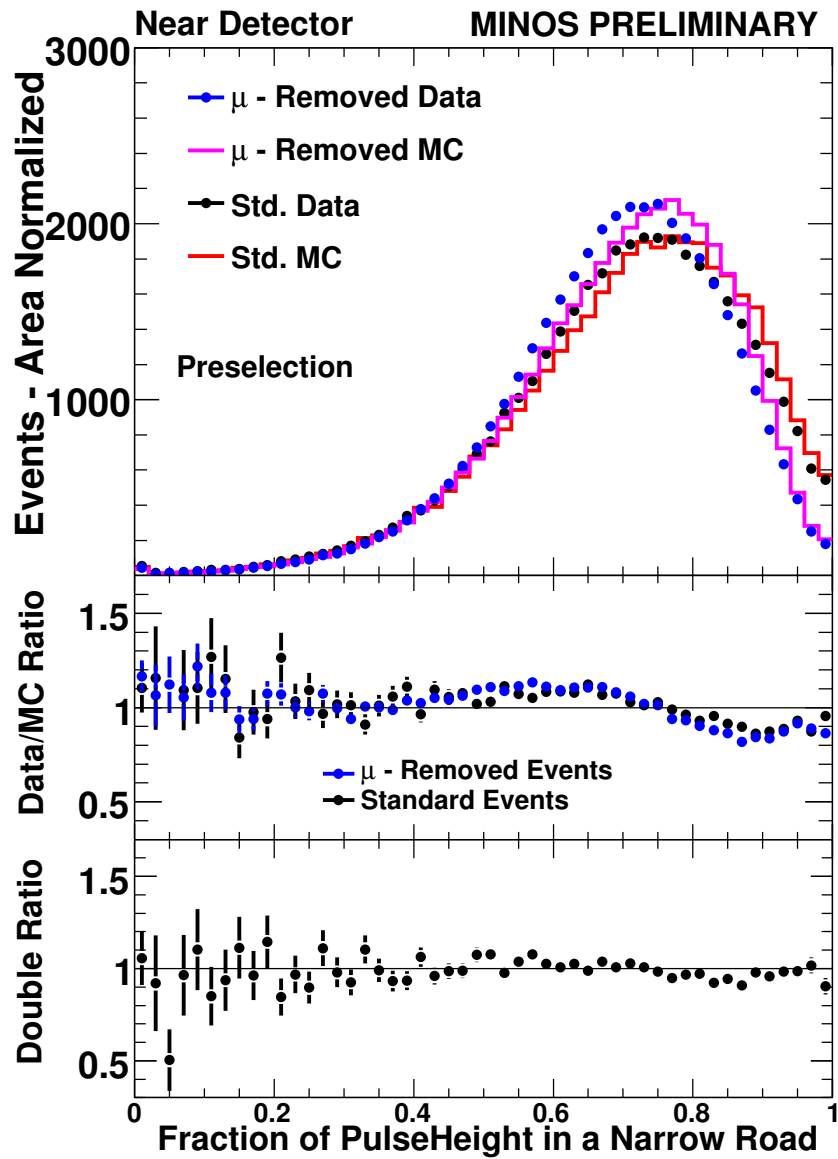 Near Detector MINOS PRELIMINARY
Events - Area Normalized
3000
2000
1000
μ - Removed Data
μ - Removed MC
Std. Data
Std. MC
Preselection
Data/MC Ratio
1.5
1
0.5
μ - Removed Events
Standard Events
Double Ratio
1.5
1
0.5
0 0.2 0.4 0.6 0.8 1
Fraction of PulseHeight in a Narrow Road